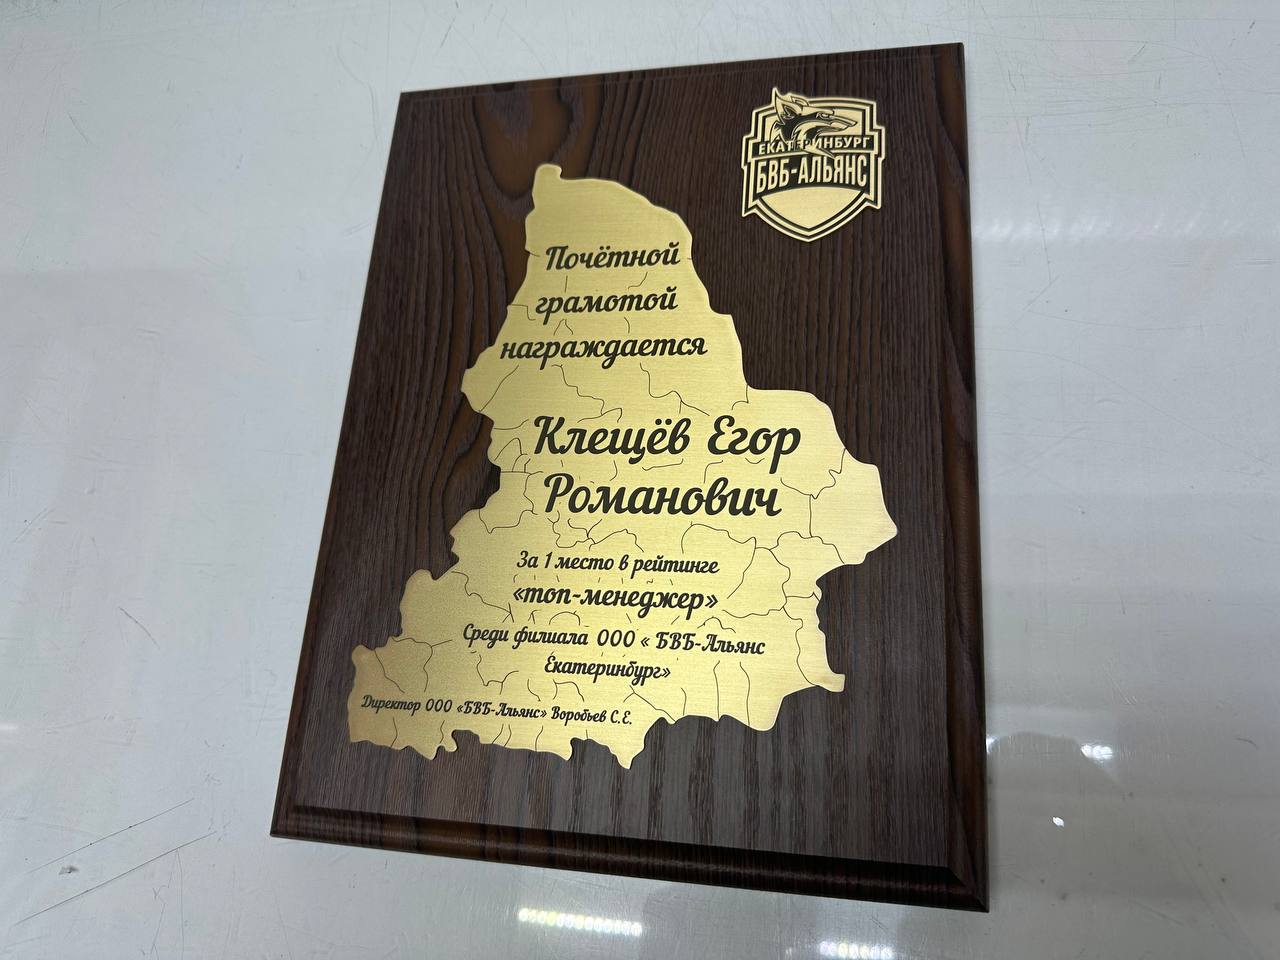 ЕКАТЕРИНБУРГ
БВБ-АЛЬЯНС
Почётной
грамотой
награждается
Клещёв Егор
Романович
За 1 место в рейтинге
«топ-менеджер»
Среди филиала ООО « БВБ-Альянс
Екатеринбург»
Директор ООО «БВБ-Альянс» Воробьев С.Е.